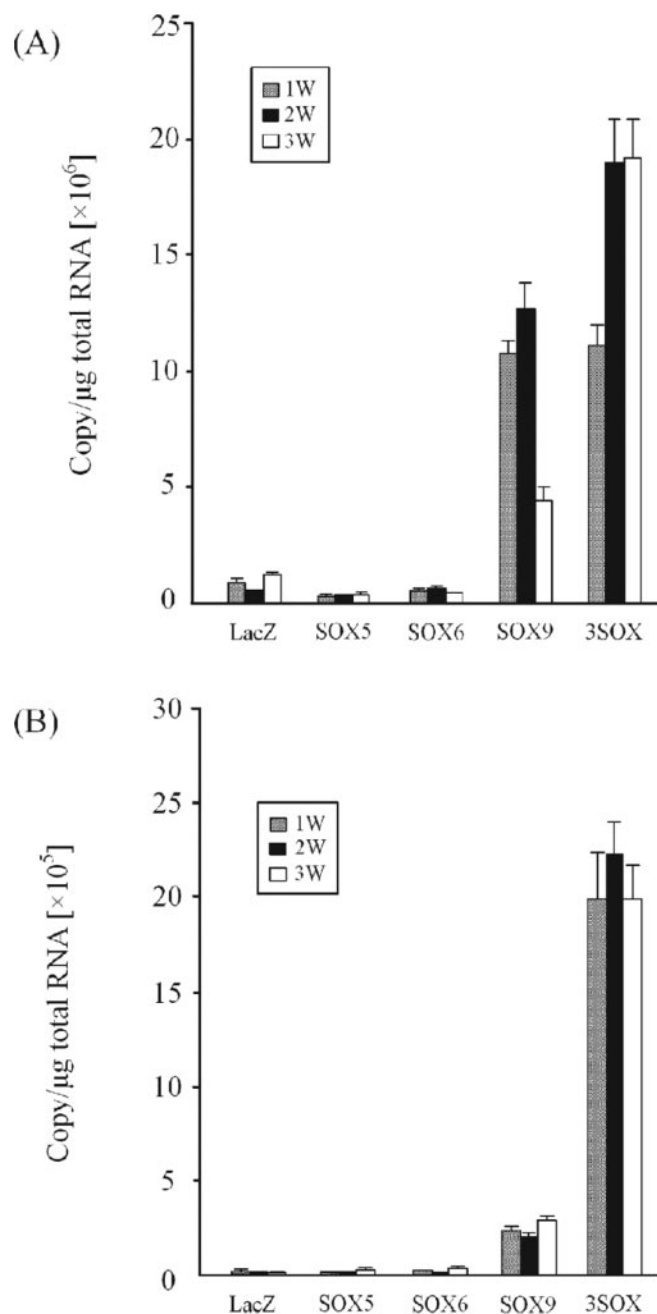 (A)
Copy/µg total RNA [×10⁶]
25
20
15
10
5
0
1W
2W
3W
LacZ SOX5 SOX6 SOX9 3SOX
(B)
Copy/µg total RNA [×10⁵]
30
25
20
15
10
5
0
1W
2W
3W
LacZ SOX5 SOX6 SOX9 3SOX